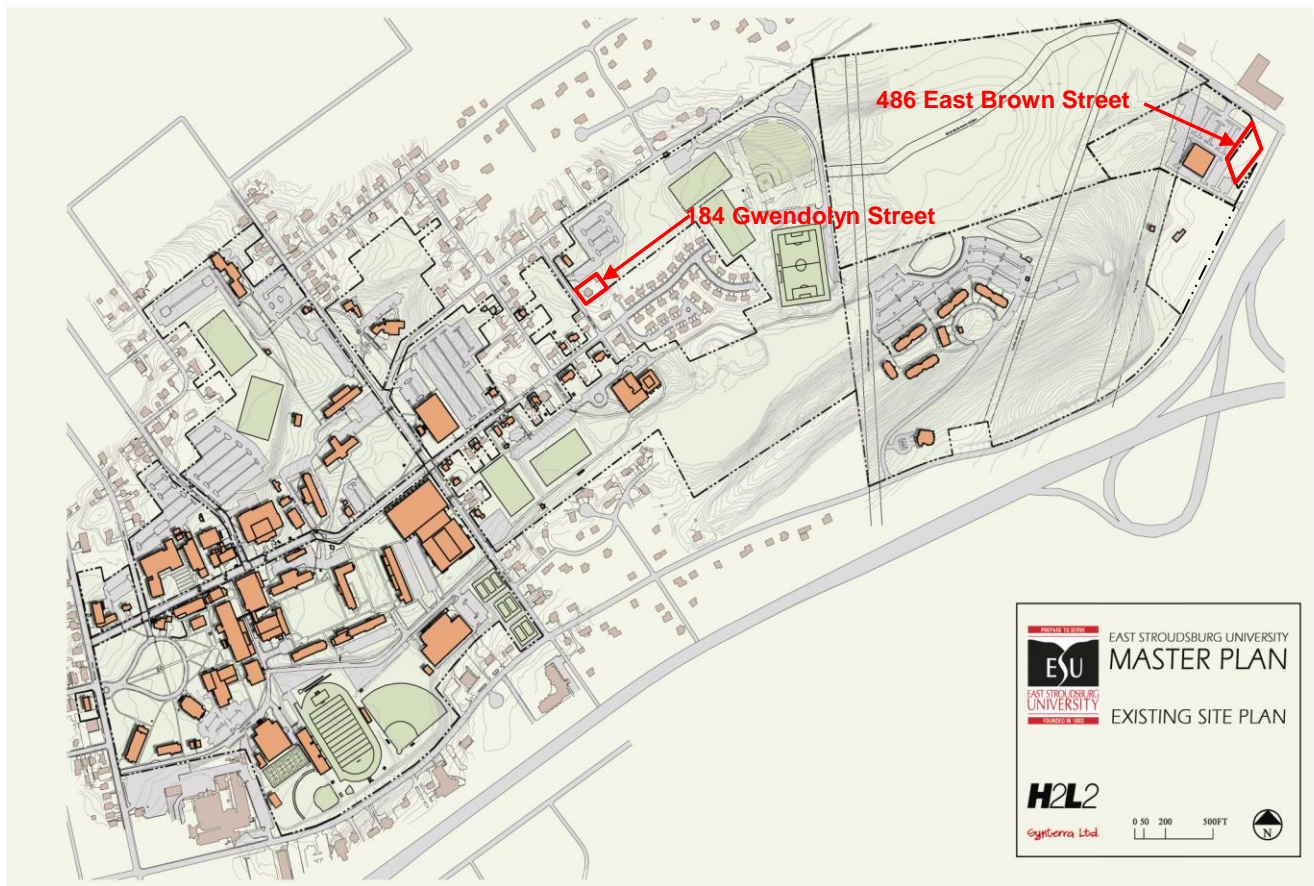 486 East Brown Street
184 Gwendolyn Street
PREPARE TO SERVE
ESU
EAST STROUDSBURG
UNIVERSITY
FOUNDED IN 1893
EAST STROUDSBURG UNIVERSITY
MASTER PLAN
EXISTING SITE PLAN
H2L2
Synterra Ltd.
0 50 200 500FT
N